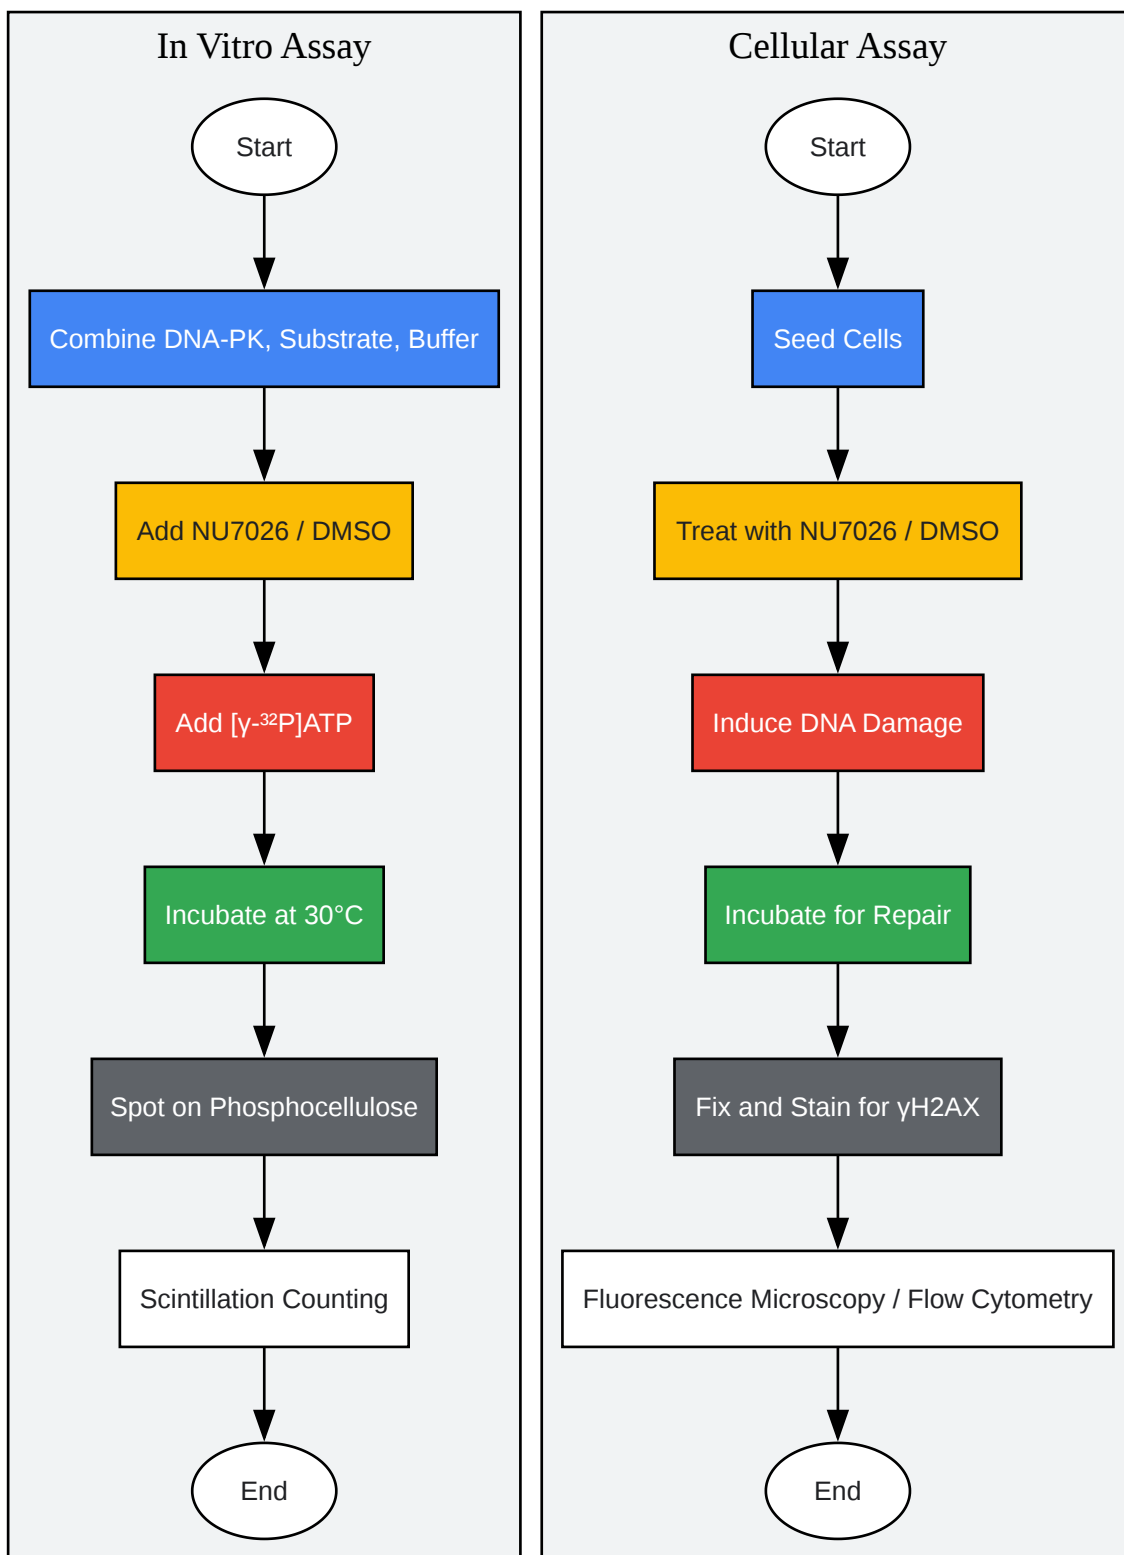 In Vitro Assay
Start
Combine DNA-PK, Substrate, Buffer
Add NU7026 / DMSO
Add [γ-³²P]ATP
Incubate at 30°C
Spot on Phosphocellulose
Scintillation Counting
End
Cellular Assay
Start
Seed Cells
Treat with NU7026 / DMSO
Induce DNA Damage
Incubate for Repair
Fix and Stain for γH2AX
Fluorescence Microscopy / Flow Cytometry
End